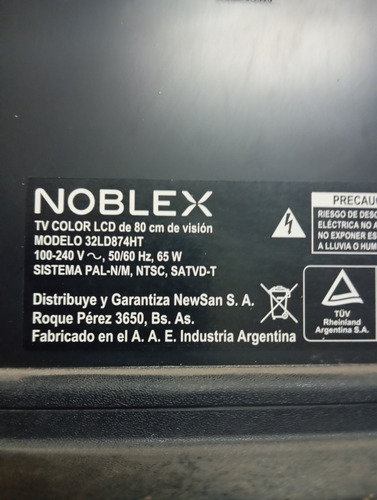 NOBLEX
TV COLOR LCD de 80 cm de visión
MODELO 32LD874HT
100-240 V ~, 50/60 Hz, 65 W
SISTEMA PAL-N/M, NTSC, SATVD-T
Distribuye y Garantiza NewSan S. A.
Roque Pérez 3650, Bs. As.
Fabricado en el A. A. E. Industria Argentina
PRECAUC
RIESGO DE DESC
ELÉCTRICA NO A
NO EXPONER ES
A LLUVIA O HUM
TÜV
Rheinland
Argentina S.A.